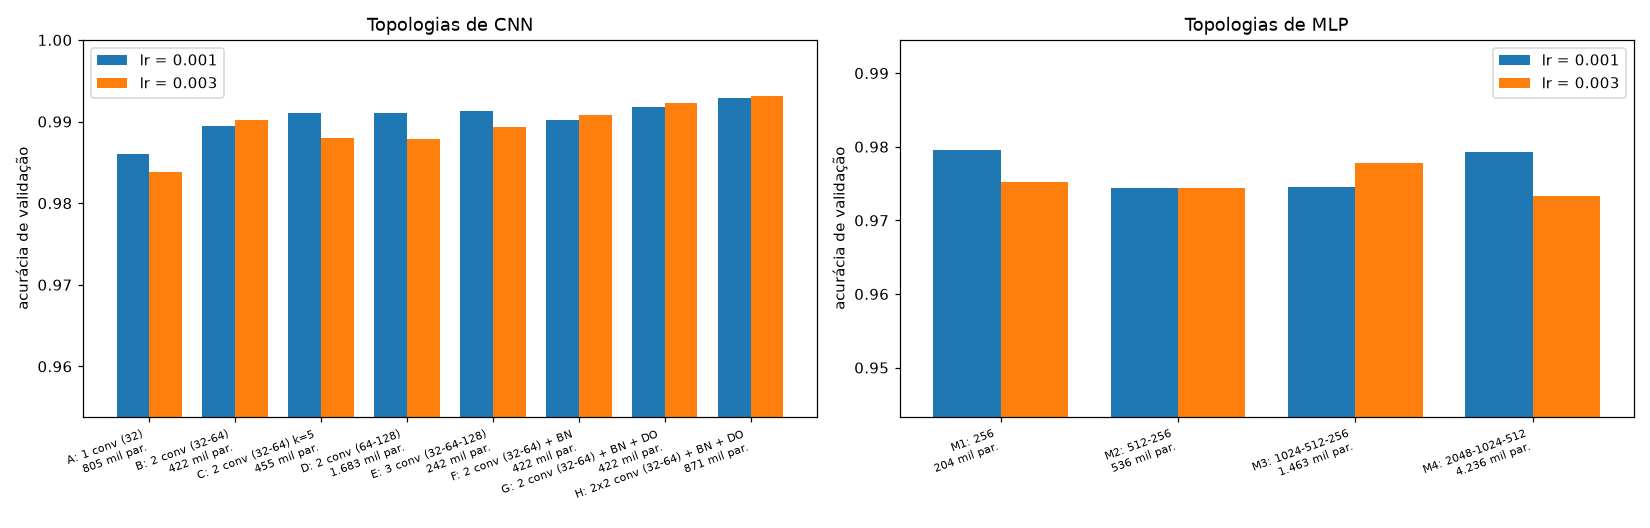 Topologias de CNN
lr = 0.001
lr = 0.003
acurácia de validação
1.00
0.99
0.98
0.97
0.96
A: 1 conv (32)
805 mil par.
B: 2 conv (32-64)
422 mil par.
C: 2 conv (32-64) k=5
455 mil par.
D: 2 conv (64-128)
1.683 mil par.
E: 3 conv (32-64-128)
242 mil par.
F: 2 conv (32-64) + BN
422 mil par.
G: 2 conv (32-64) + BN + DO
422 mil par.
H: 2x2 conv (32-64) + BN + DO
871 mil par.
Topologias de MLP
lr = 0.001
lr = 0.003
acurácia de validação
0.99
0.98
0.97
0.96
0.95
M1: 256
204 mil par.
M2: 512-256
536 mil par.
M3: 1024-512-256
1.463 mil par.
M4: 2048-1024-512
4.236 mil par.